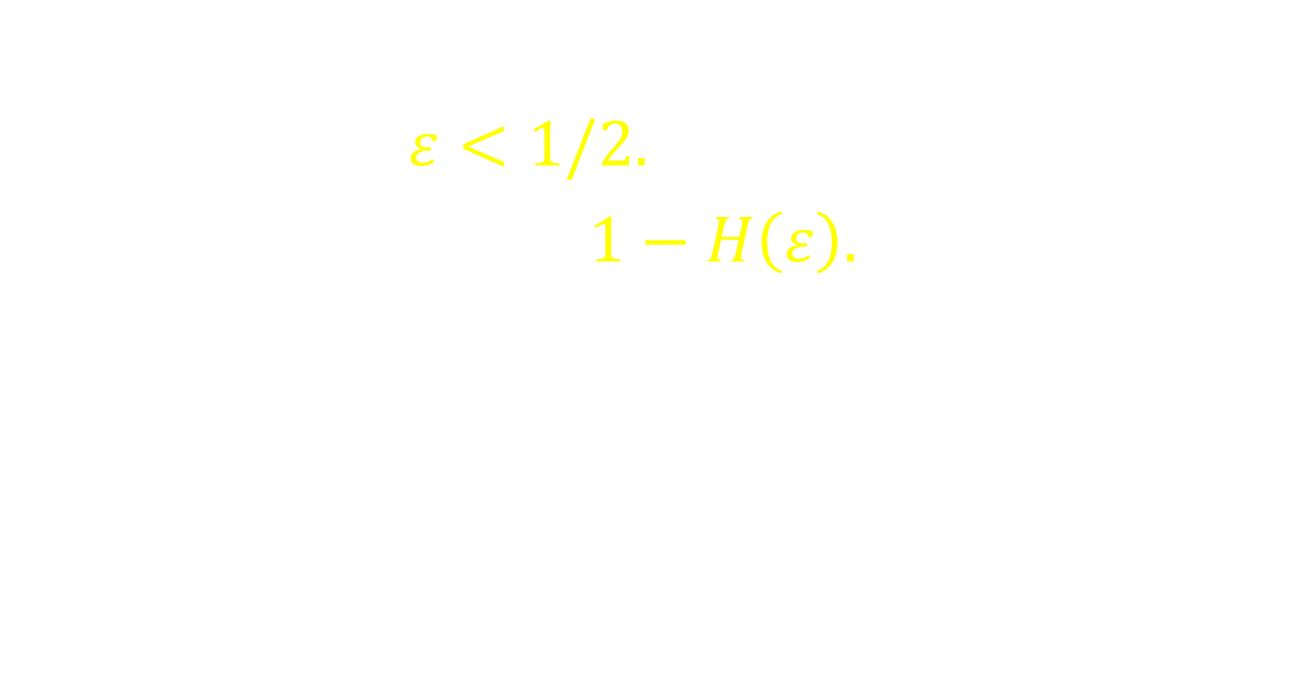 ε < 1/2.
1 − H(ε).